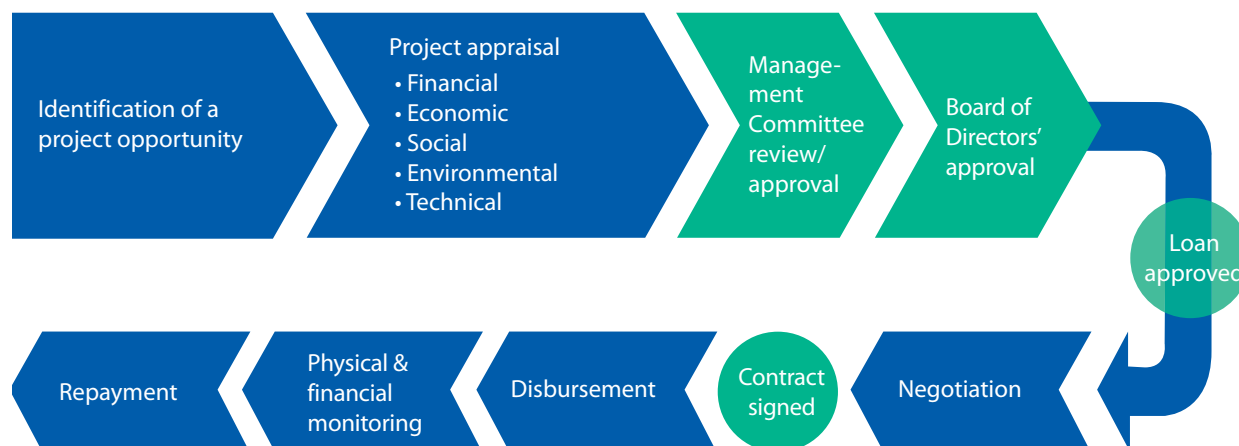 Identification of a
project opportunity
Project appraisal
• Financial
• Economic
• Social
• Environmental
• Technical
Manage-
ment
Committee
review/
approval
Board of
Directors’
approval
Loan
approved
Negotiation
Contract
signed
Disbursement
Physical &
financial
monitoring
Repayment